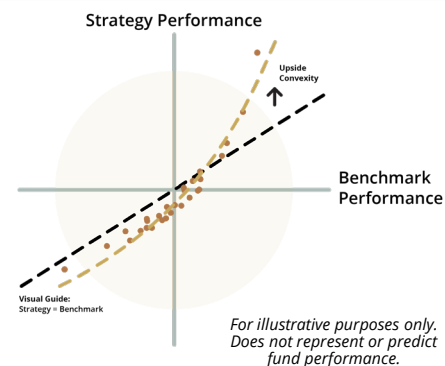 Strategy Performance
Upside
Convexity
Benchmark
Performance
Visual Guide:
Strategy = Benchmark
For illustrative purposes only.
Does not represent or predict
fund performance.